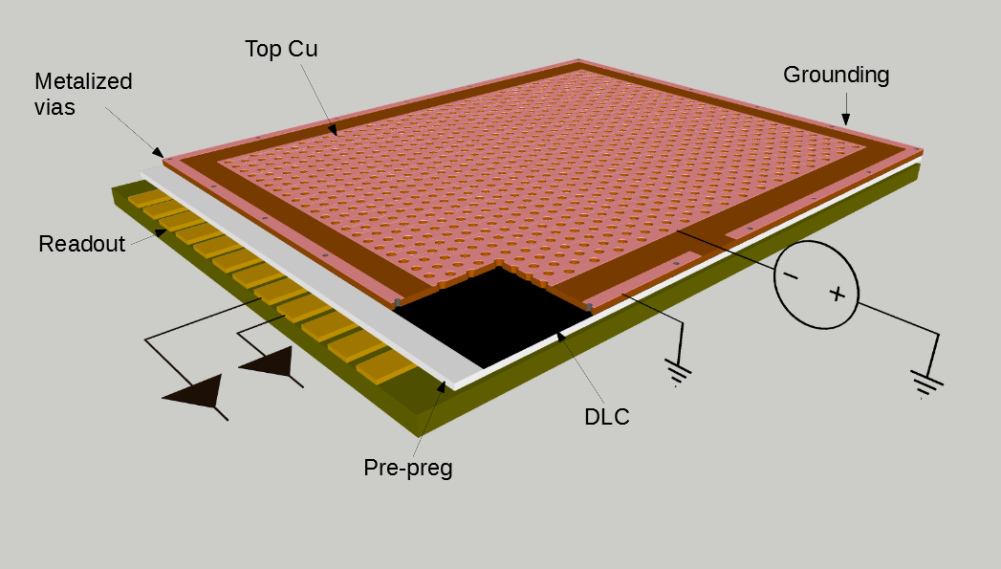 Top Cu
Metalized
vias
Grounding
Readout
DLC
Pre-preg